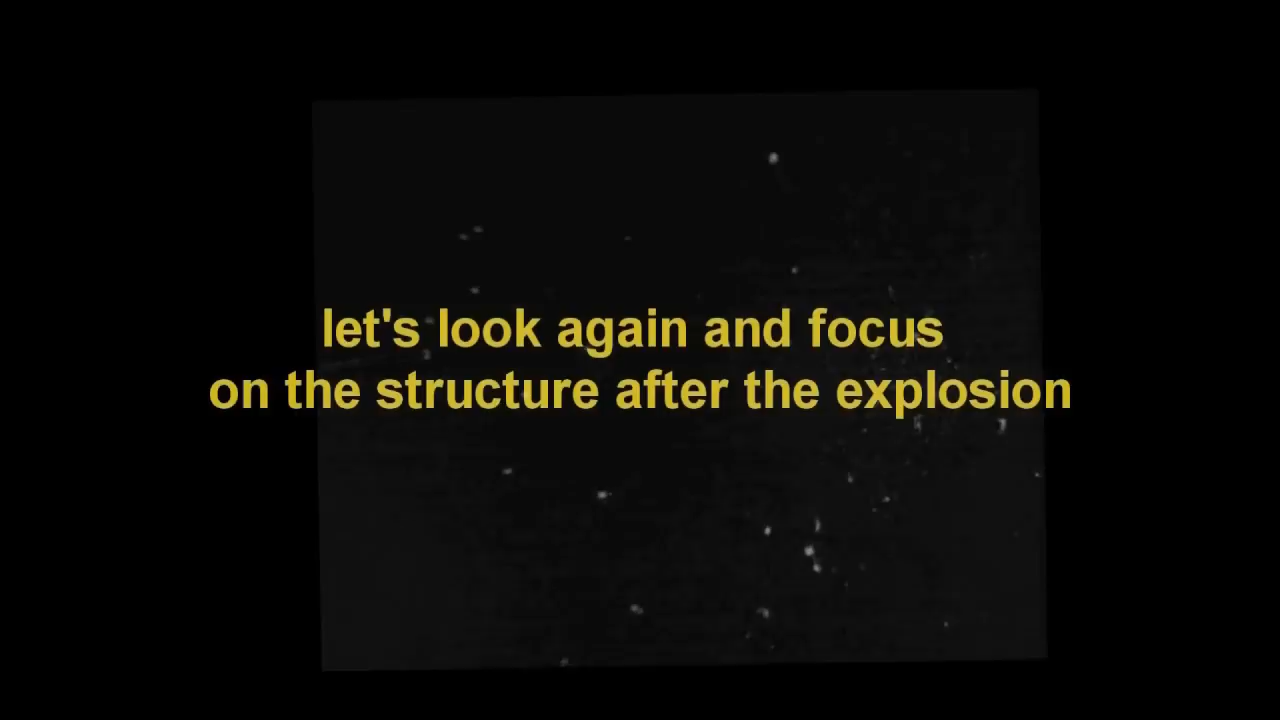 let's look again and focus
on the structure after the explosion